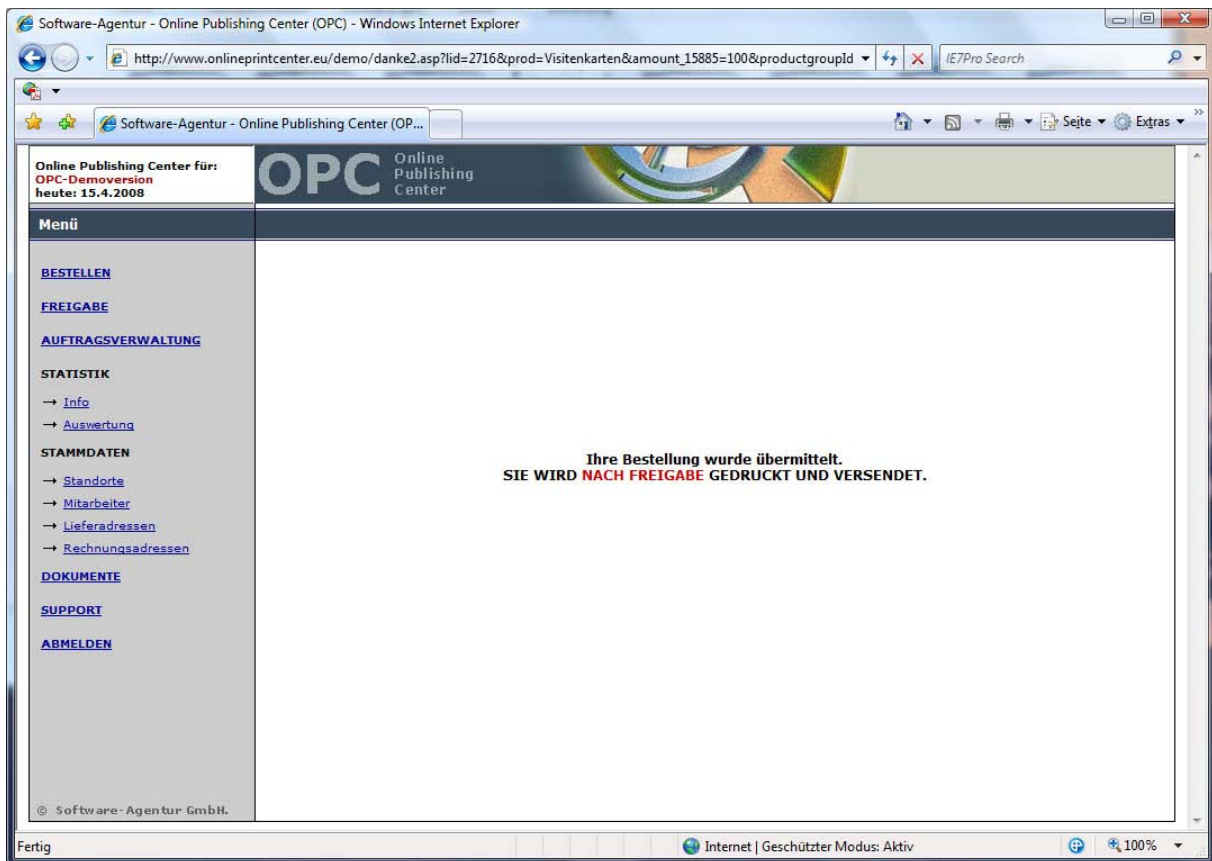 Software-Agentur - Online Publishing Center (OPC) - Windows Internet Explorer
http://www.onlineprintcenter.eu/demo/danke2.asp?lid=2716&prod=Visitenkarten&amount_15885=100&productgroupId
IE7Pro Search
Software-Agentur - Online Publishing Center (OP...
Seite
Extras
Online Publishing Center für:
OPC-Demoversion
heute: 15.4.2008
OPC
Online
Publishing
Center
Menü
BESTELLEN
FREIGABE
AUFTRAGSVERWALTUNG
STATISTIK
→ Info
→ Auswertung
STAMMDATEN
→ Standorte
→ Mitarbeiter
→ Lieferadressen
→ Rechnungsadressen
DOKUMENTE
SUPPORT
ABMELDEN
Ihre Bestellung wurde übermittelt.
SIE WIRD NACH FREIGABE GEDRUCKT UND VERSENDET.
© Software-Agentur GmbH.
Fertig
Internet | Geschützter Modus: Aktiv
100%